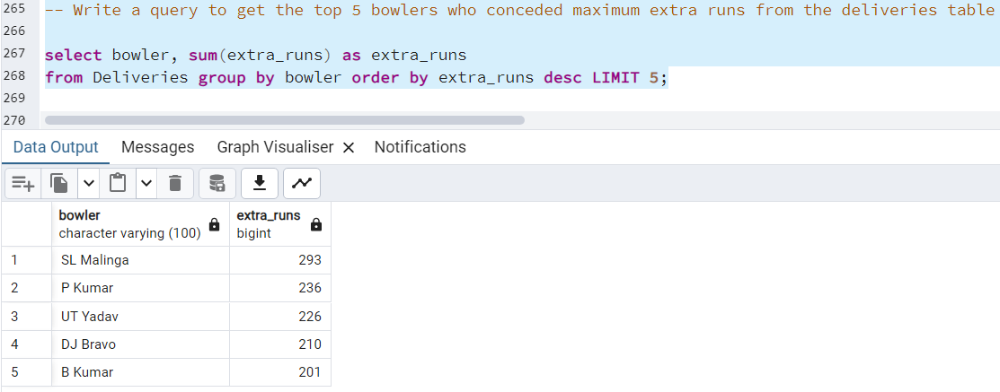 265 -- Write a query to get the top 5 bowlers who conceded maximum extra runs from the deliveries table
266
267 select bowler, sum(extra_runs) as extra_runs
268 from Deliveries group by bowler order by extra_runs desc LIMIT 5;
269
270
Data Output Messages Graph Visualiser Notifications
bowler extra_runs
character varying (100) bigint
1 SL Malinga 293
2 P Kumar 236
3 UT Yadav 226
4 DJ Bravo 210
5 B Kumar 201